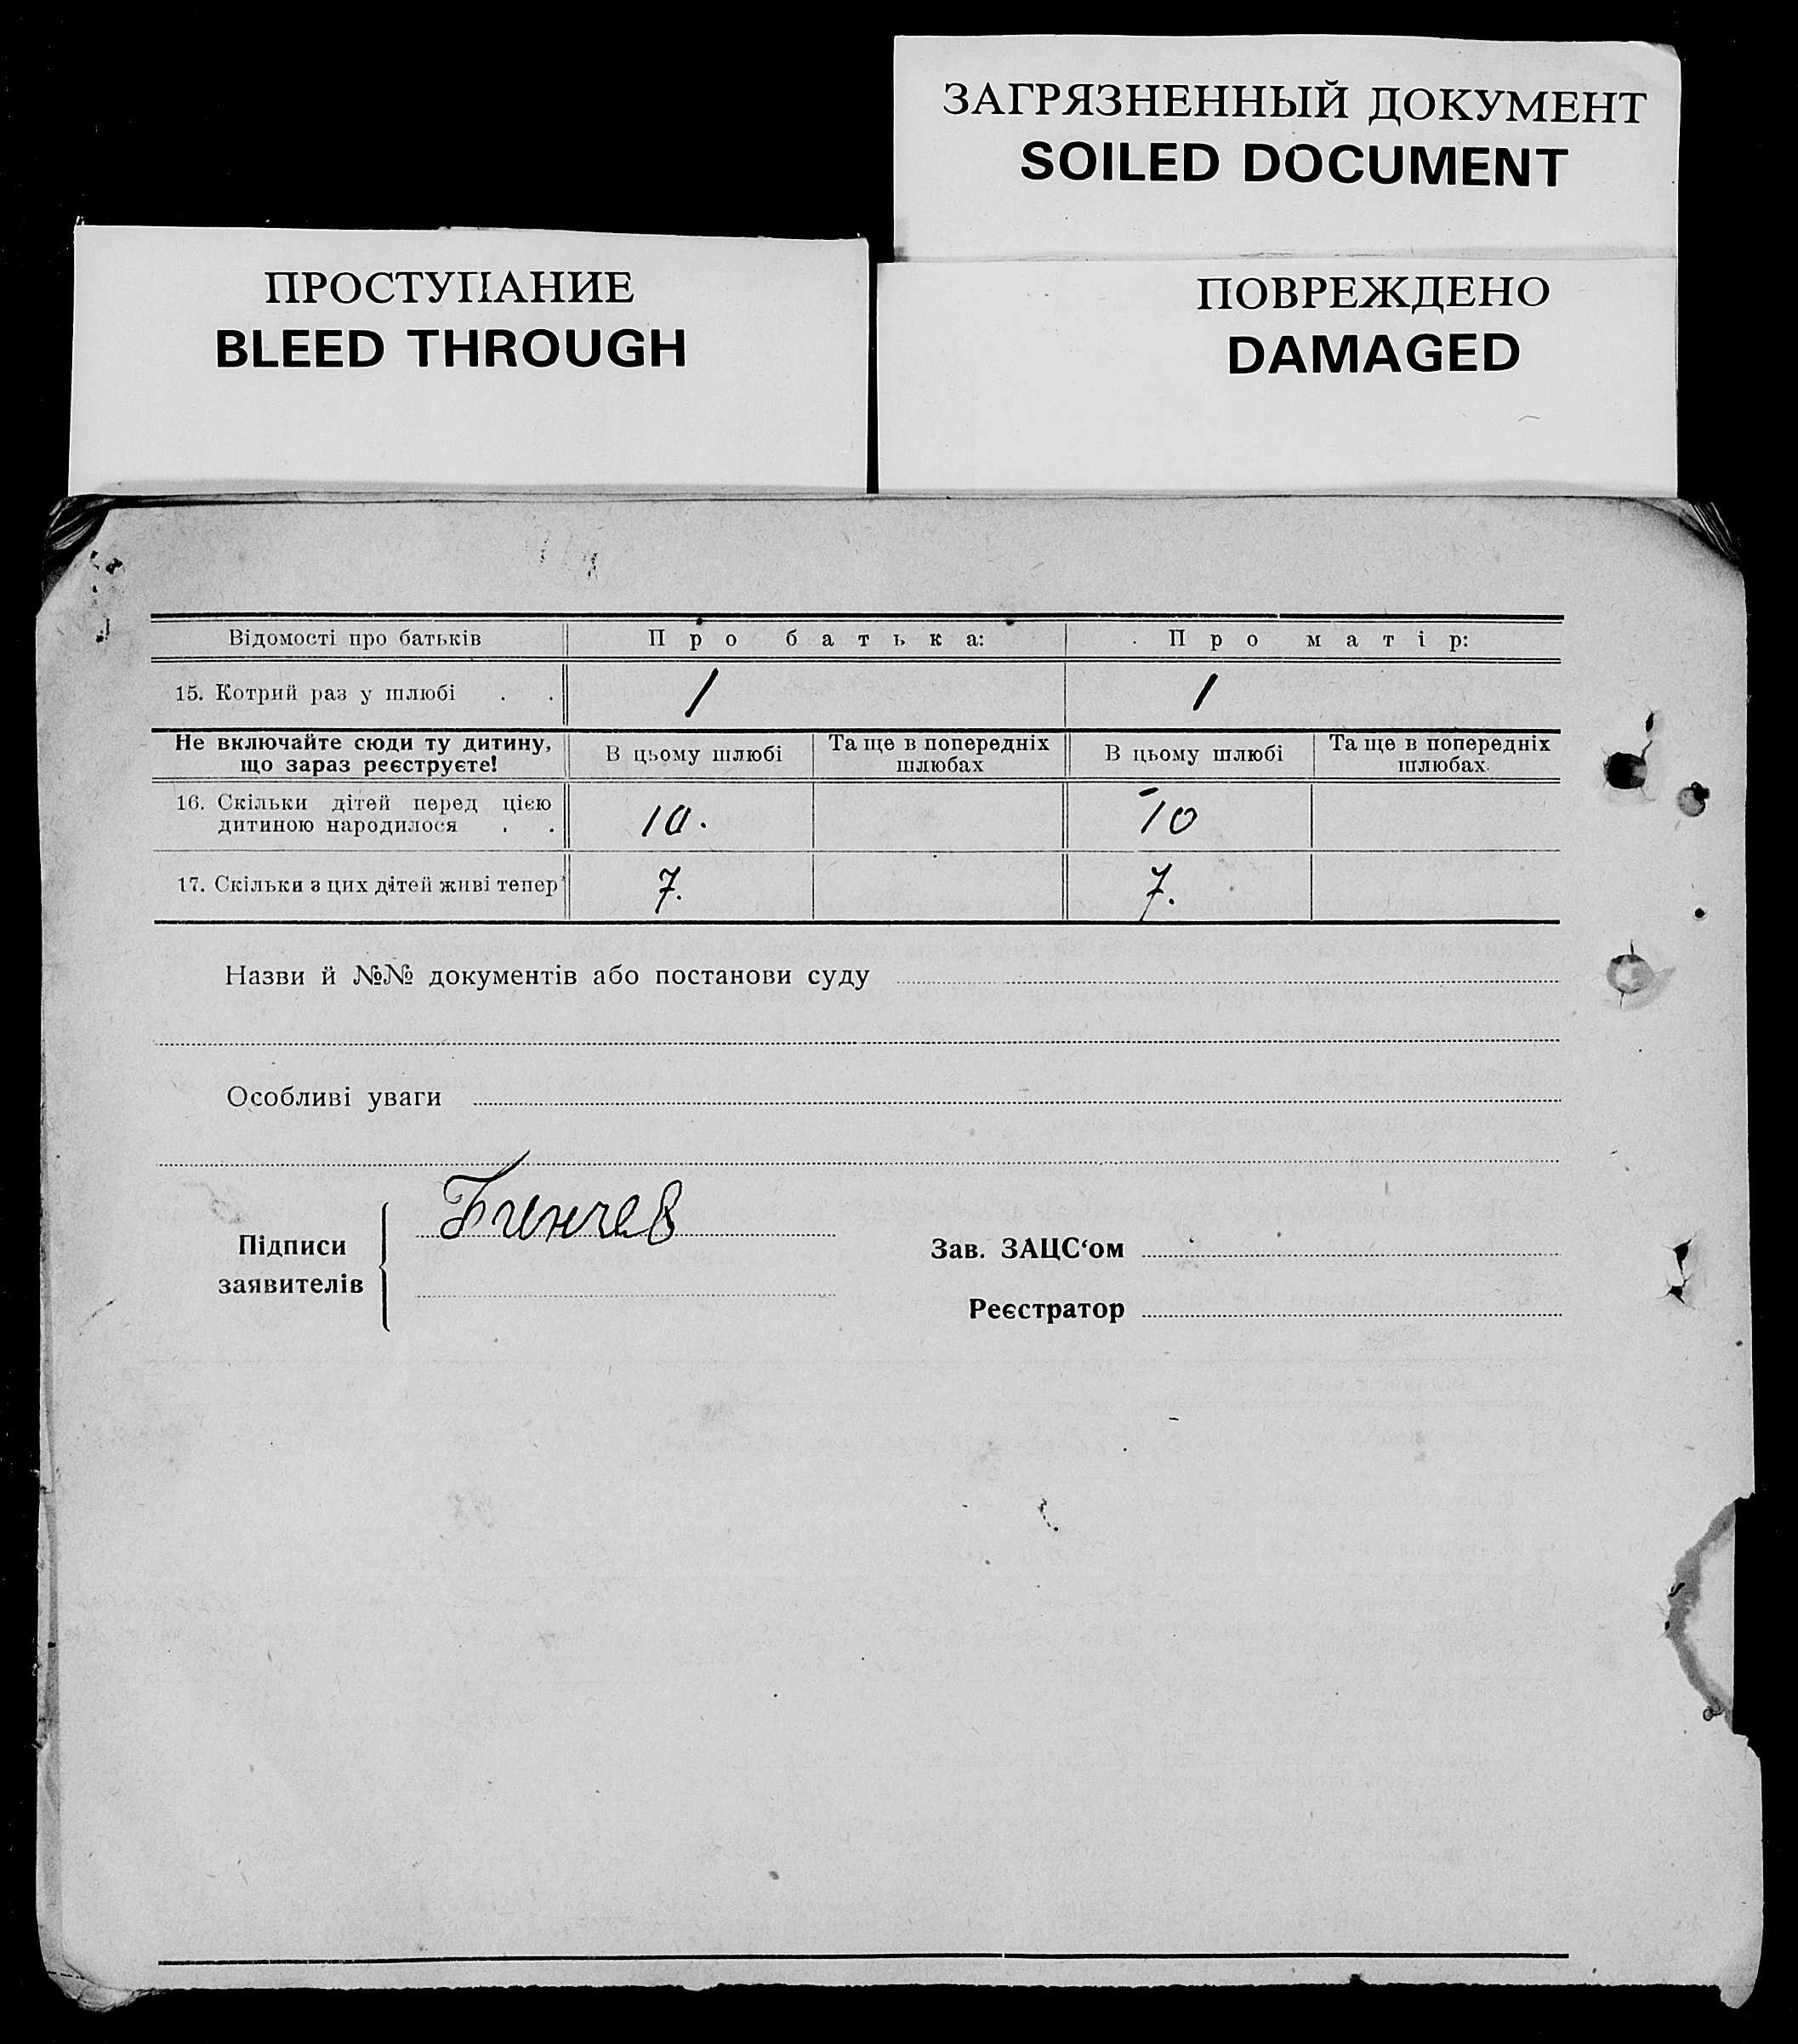 ЗАГРЯЗНЕННЫЙ ДОКУМЕНТ
SOILED DOCUMENT
ПРОСТУПАНИЕ
BLEED THROUGH
ПОВРЕЖДЕНО
DAMAGED
Відомості про батьків Про батька: Про матір:
15. Котрий раз у шлюбі . . 1 1
Не включайте сюди ту дитину, що зараз реєструєте! В цьому шлюбі Та ще в попередніх шлюбах В цьому шлюбі Та ще в попередніх шлюбах
16. Скільки дітей перед цією
дитиною народилося . . 10. 10
17. Скільки з цих дітей живі тепер 7. 7.
Назви й №№ документів або постанови суду
Особливі уваги
Підписи
заявителів
Зав. ЗАЦС‘ом
Реєстратор